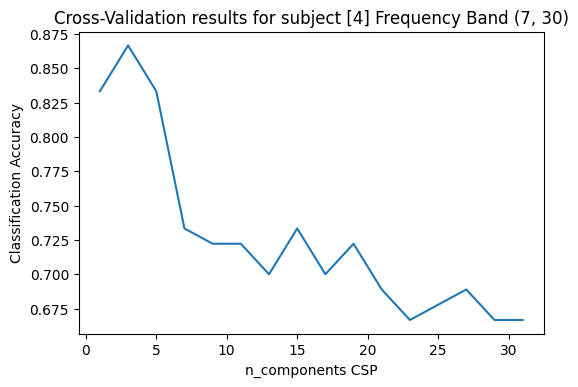 Cross-Validation results for subject [4] Frequency Band (7, 30)
Classification Accuracy
0.875
0.850
0.825
0.800
0.775
0.750
0.725
0.700
0.675
0 5 10 15 20 25 30
n_components CSP